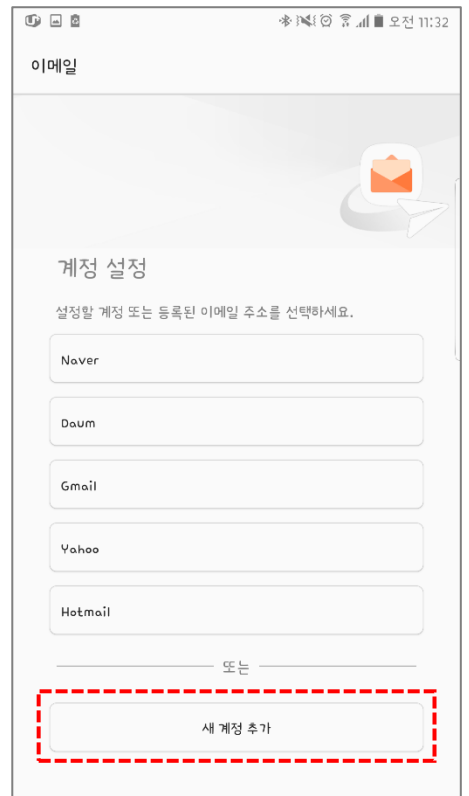 오전 11:32
이메일
계정 설정
설정할 계정 또는 등록된 이메일 주소를 선택하세요.
Naver
Daum
Gmail
Yahoo
Hotmail
또는
새 계정 추가